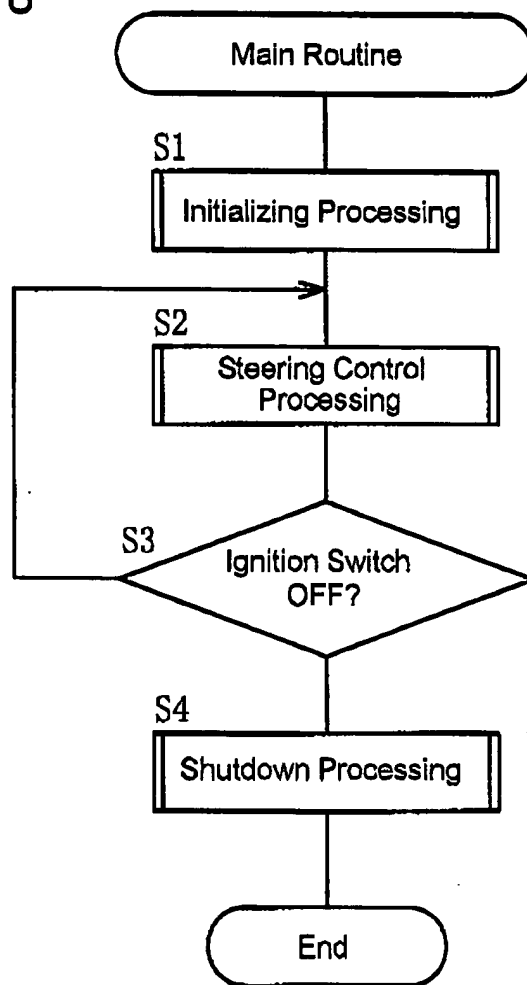 Main Routine
S1
Initializing Processing
S2
Steering Control
Processing
S3
Ignition Switch
OFF?
S4
Shutdown Processing
End